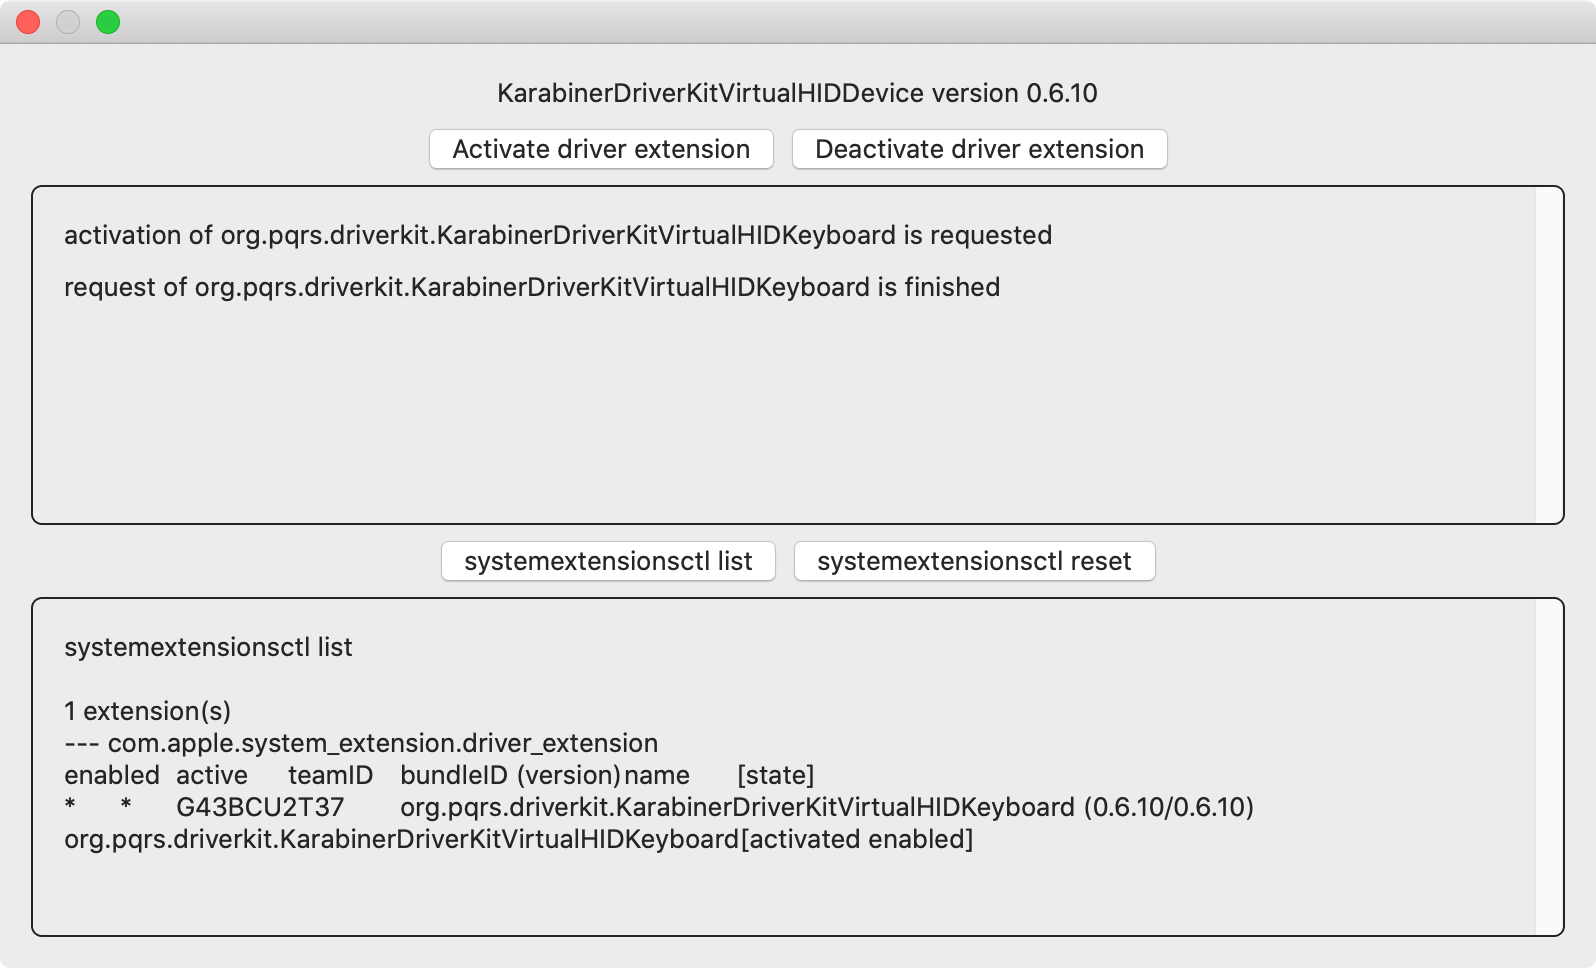 KarabinerDriverKitVirtualHIDDevice version 0.6.10
Activate driver extension Deactivate driver extension
activation of org.pqrs.driverkit.KarabinerDriverKitVirtualHIDKeyboard is requested
request of org.pqrs.driverkit.KarabinerDriverKitVirtualHIDKeyboard is finished
systemextensionsctl list systemextensionsctl reset
systemextensionsctl list
1 extension(s)
--- com.apple.system_extension.driver_extension
enabled active teamID bundleID (version) name [state]
* * G43BCU2T37 org.pqrs.driverkit.KarabinerDriverKitVirtualHIDKeyboard (0.6.10/0.6.10)
org.pqrs.driverkit.KarabinerDriverKitVirtualHIDKeyboard[activated enabled]